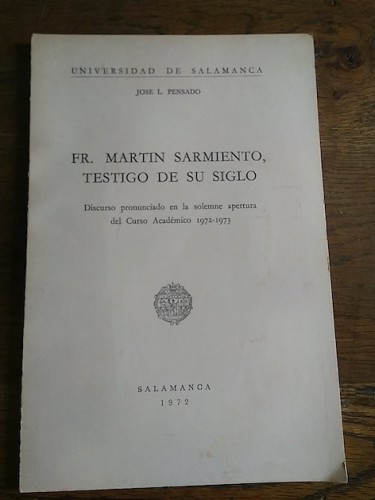 UNIVERSIDAD DE SALAMANCA
JOSE L. PENSADO
FR. MARTIN SARMIENTO,
TESTIGO DE SU SIGLO
Discurso pronunciado en la solemne apertura
del Curso Académico 1972-1973
SALAMANCA
1972